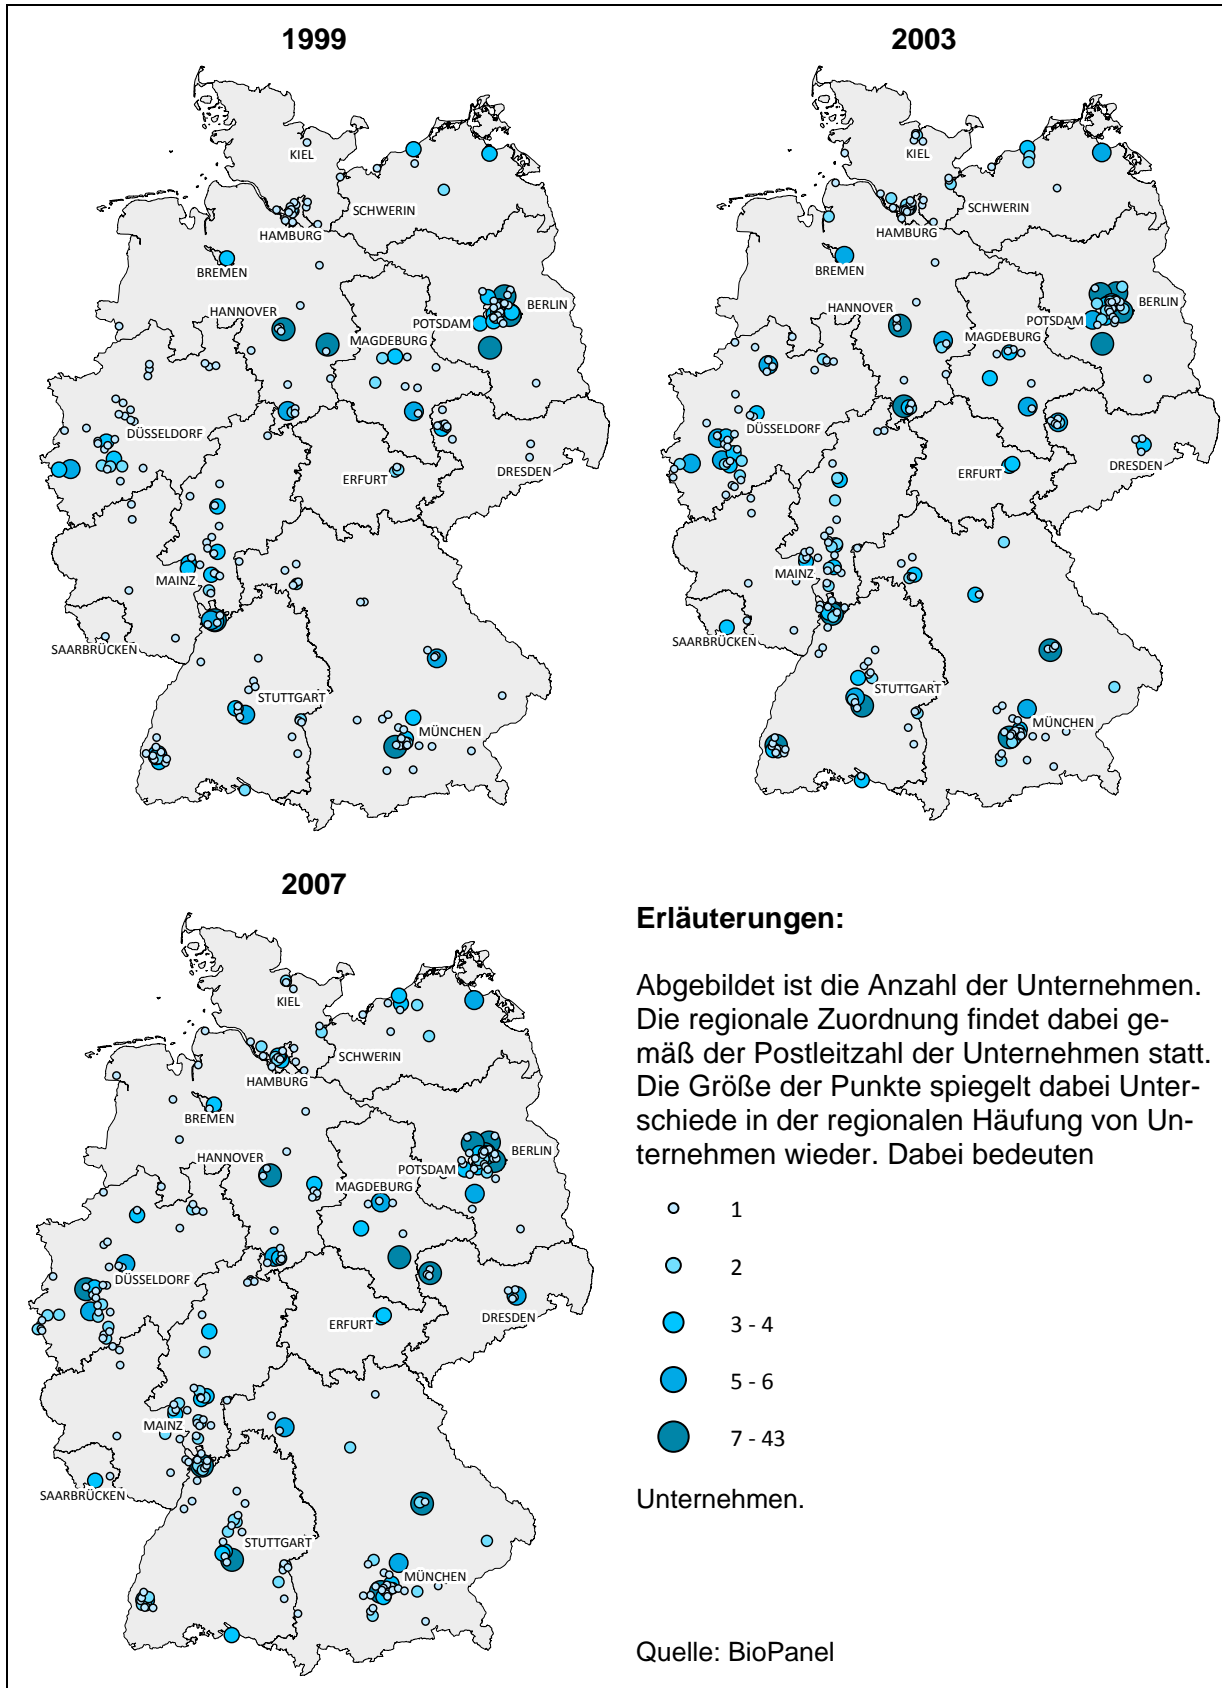 1999
KIEL
SCHWERIN
HAMBURG
BREMEN
HANNOVER
BERLIN
POTSDAM
MAGDEBURG
DÜSSELDORF
ERFURT
DRESDEN
MAINZ
SAARBRÜCKEN
STUTTGART
MÜNCHEN
2003
KIEL
SCHWERIN
HAMBURG
BREMEN
HANNOVER
BERLIN
POTSDAM
MAGDEBURG
DÜSSELDORF
ERFURT
DRESDEN
MAINZ
SAARBRÜCKEN
STUTTGART
MÜNCHEN
2007
KIEL
SCHWERIN
HAMBURG
BREMEN
HANNOVER
BERLIN
POTSDAM
MAGDEBURG
DÜSSELDORF
ERFURT
DRESDEN
MAINZ
SAARBRÜCKEN
STUTTGART
MÜNCHEN
Erläuterungen:
Abgebildet ist die Anzahl der Unternehmen.
Die regionale Zuordnung findet dabei ge-
mäß der Postleitzahl der Unternehmen statt.
Die Größe der Punkte spiegelt dabei Unter-
schiede in der regionalen Häufung von Un-
ternehmen wieder. Dabei bedeuten
1
2
3 - 4
5 - 6
7 - 43
Unternehmen.
Quelle: BioPanel